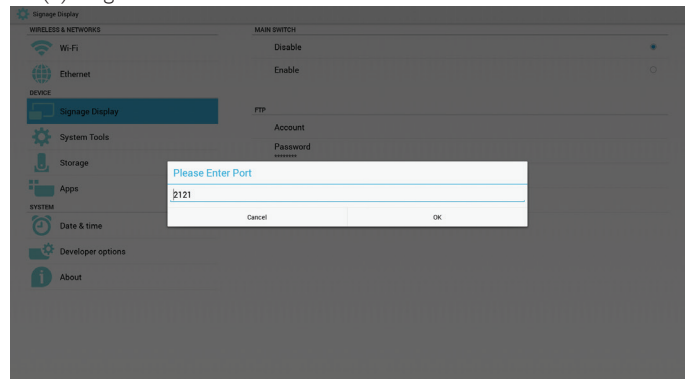 Signage Display
WIRELESS & NETWORKS
Wi-Fi
Ethernet
DEVICE
Signage Display
System Tools
Storage
Apps
SYSTEM
Date & time
Developer options
About
MAIN SWITCH
Disable
Enable
FTP
Account
Password
********
Please Enter Port
2121
Cancel
OK